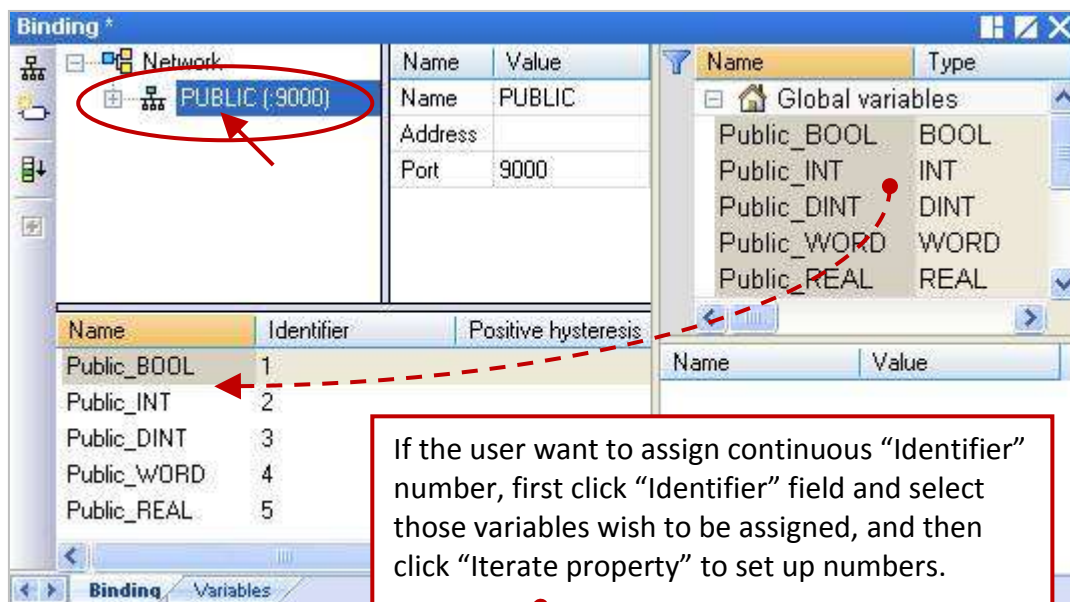 Binding *
Network
PUBLIC (:9000)
Name Value
Name PUBLIC
Address
Port 9000
Name Type
Global variables
Public_BOOL BOOL
Public_INT INT
Public_DINT DINT
Public_WORD WORD
Public_REAL REAL
Name Identifier Positive hysteresis
Public_BOOL 1
Public_INT 2
Public_DINT 3
Public_WORD 4
Public_REAL 5
Name Value
If the user want to assign continuous “Identifier”
number, first click “Identifier” field and select
those variables wish to be assigned, and then
click “Iterate property” to set up numbers.
Binding Variables